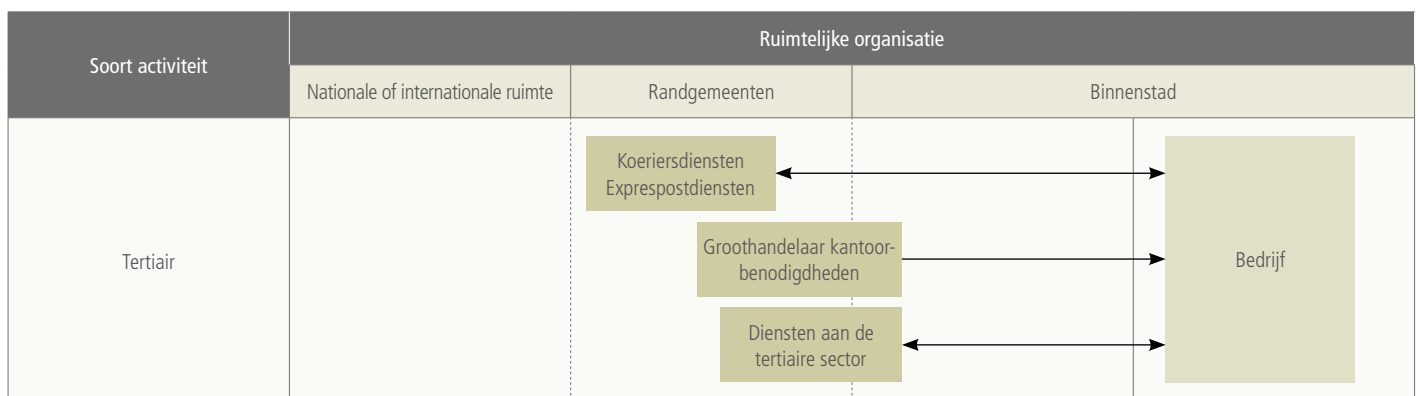 Soort activiteit
Ruimtelijke organisatie
Nationale of internationale ruimte
Randgemeenten
Binnenstad
Tertiair
Koeriersdiensten
Exprespostdiensten
Groothandelaar kantoor-
benodigdheden
Diensten aan de
tertiaire sector
Bedrijf